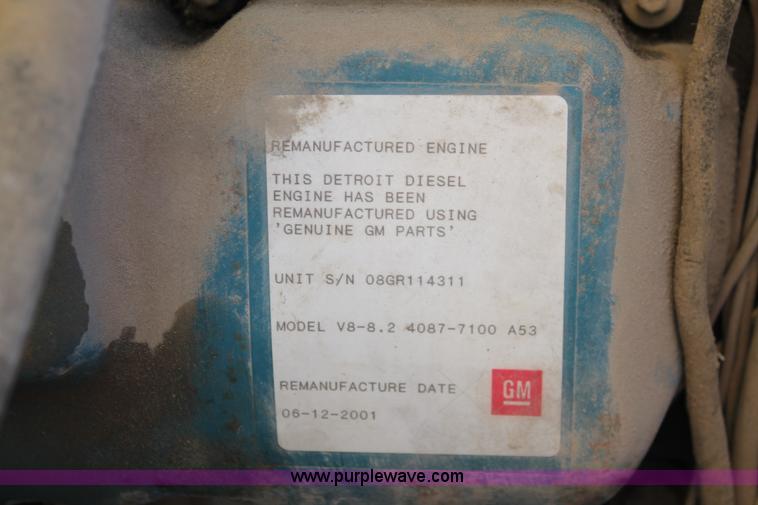 REMANUFACTURED ENGINE
THIS DETROIT DIESEL
ENGINE HAS BEEN
REMANUFACTURED USING
'GENUINE GM PARTS'
UNIT S/N 08GR114311
MODEL V8-8.2 4087-7100 A53
REMANUFACTURE DATE
GM
06-12-2001
www.purplewave.com